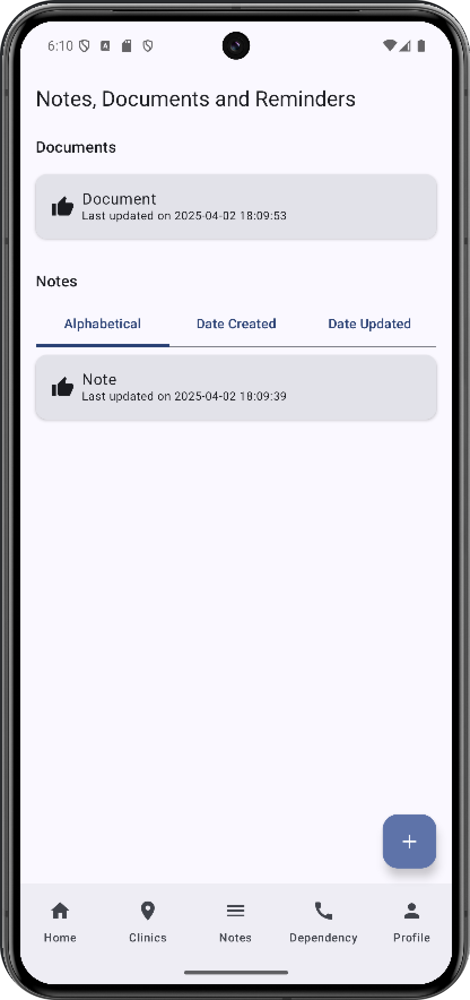 6:10
Notes, Documents and Reminders
Documents
Document
Last updated on 2025-04-02 18:09:53
Notes
Alphabetical Date Created Date Updated
Note
Last updated on 2025-04-02 18:09:39
+
Home Clinics Notes Dependency Profile